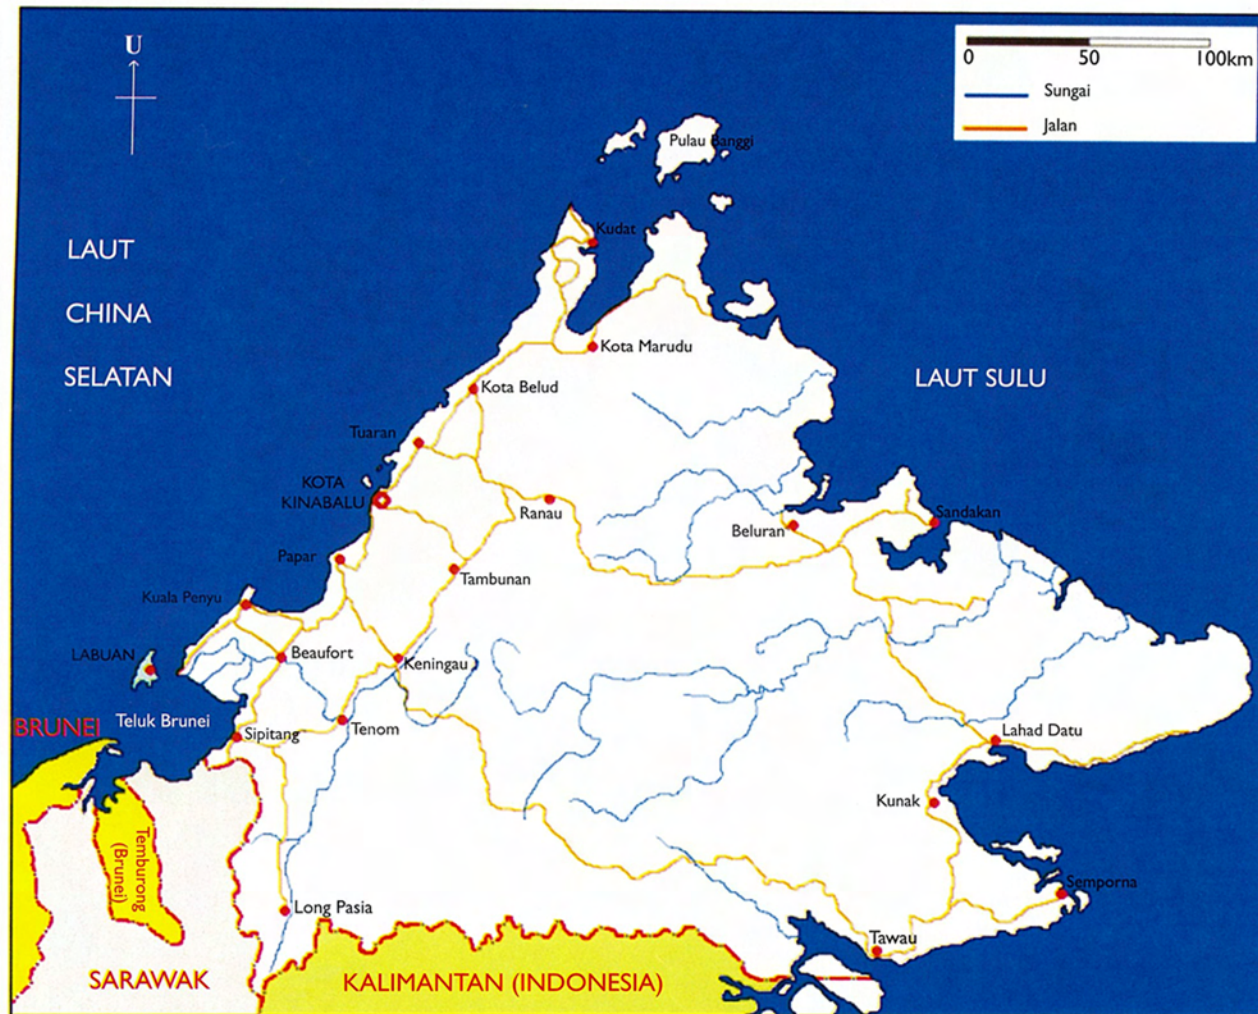 U
0 50 100km
Sungai
Jalan
Pulau Banggi
LAUT
CHINA
SELATAN
LAUT SULU
Kudat
Kota Marudu
Kota Belud
Tuaran
KOTA
KINABALU
Ranau
Beluran
Sandakan
Papar
Tambunan
Kuala Penyu
LABUAN
Beaufort
Keningau
BRUNEI
Teluk Brunei
Sipitang
Tenom
Lahad Datu
Kunak
Temburong
(Brunei)
Long Pasia
Semporna
Tawau
SARAWAK
KALIMANTAN (INDONESIA)